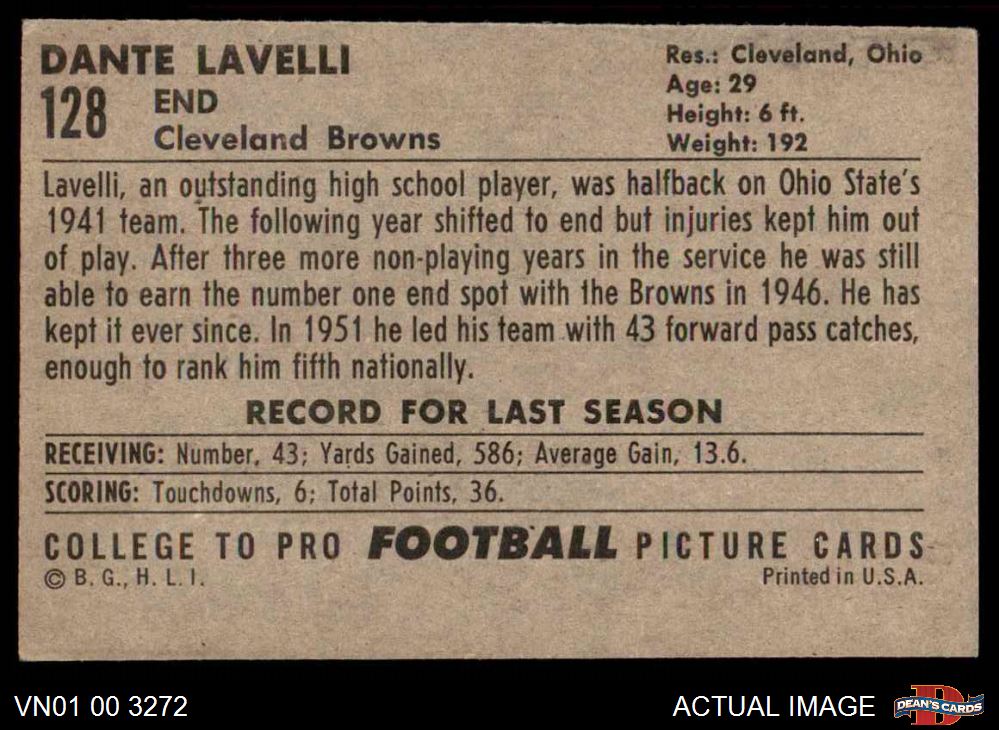 DANTE LAVELLI
128
END
Cleveland Browns
Res.: Cleveland, Ohio
Age: 29
Height: 6 ft.
Weight: 192
Lavelli, an outstanding high school player, was halfback on Ohio State's
1941 team. The following year shifted to end but injuries kept him out
of play. After three more non-playing years in the service he was still
able to earn the number one end spot with the Browns in 1946. He has
kept it ever since. In 1951 he led his team with 43 forward pass catches,
enough to rank him fifth nationally.
RECORD FOR LAST SEASON
RECEIVING: Number, 43; Yards Gained, 586; Average Gain, 13.6.
SCORING: Touchdowns, 6; Total Points, 36.
COLLEGE TO PRO FOOTBALL PICTURE CARDS
© B. G., H. L. I.
Printed in U.S.A.
VN01 00 3272
ACTUAL IMAGE
D
DEAN'S CARDS